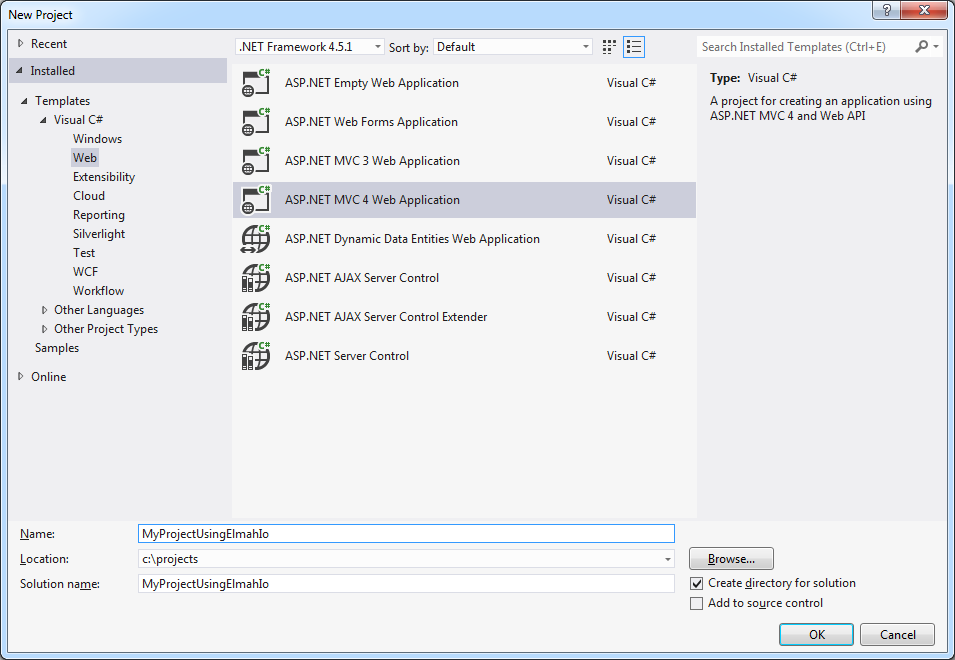 New Project
?
Recent
Installed
Templates
Visual C#
Windows
Web
Extensibility
Cloud
Reporting
Silverlight
Test
WCF
Workflow
Other Languages
Other Project Types
Samples
Online
.NET Framework 4.5.1 Sort by: Default
C# ASP.NET Empty Web Application Visual C#
C# ASP.NET Web Forms Application Visual C#
C# ASP.NET MVC 3 Web Application Visual C#
C# ASP.NET MVC 4 Web Application Visual C#
C# ASP.NET Dynamic Data Entities Web Application Visual C#
C# ASP.NET AJAX Server Control Visual C#
C# ASP.NET AJAX Server Control Extender Visual C#
C# ASP.NET Server Control Visual C#
Search Installed Templates (Ctrl+E)
Type: Visual C#
A project for creating an application using
ASP.NET MVC 4 and Web API
Name: MyProjectUsingElmahIo
Location: c:\projects
Browse...
Solution name: MyProjectUsingElmahIo
Create directory for solution
Add to source control
OK Cancel